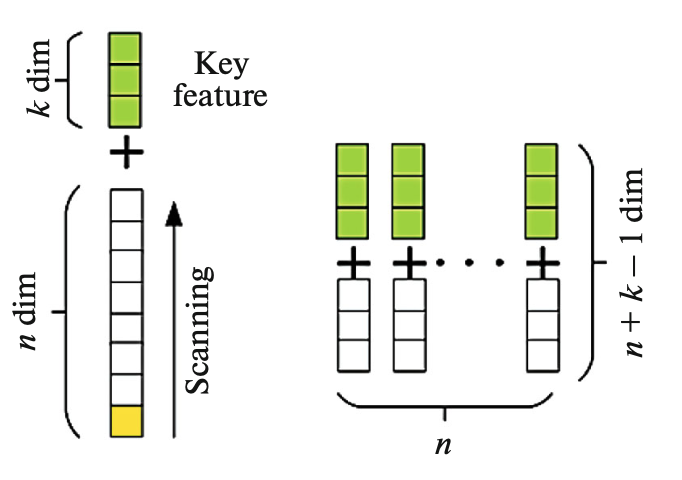 k dim
Key
feature
+
n dim
Scanning
+ + · · · +
n + k − 1 dim
n